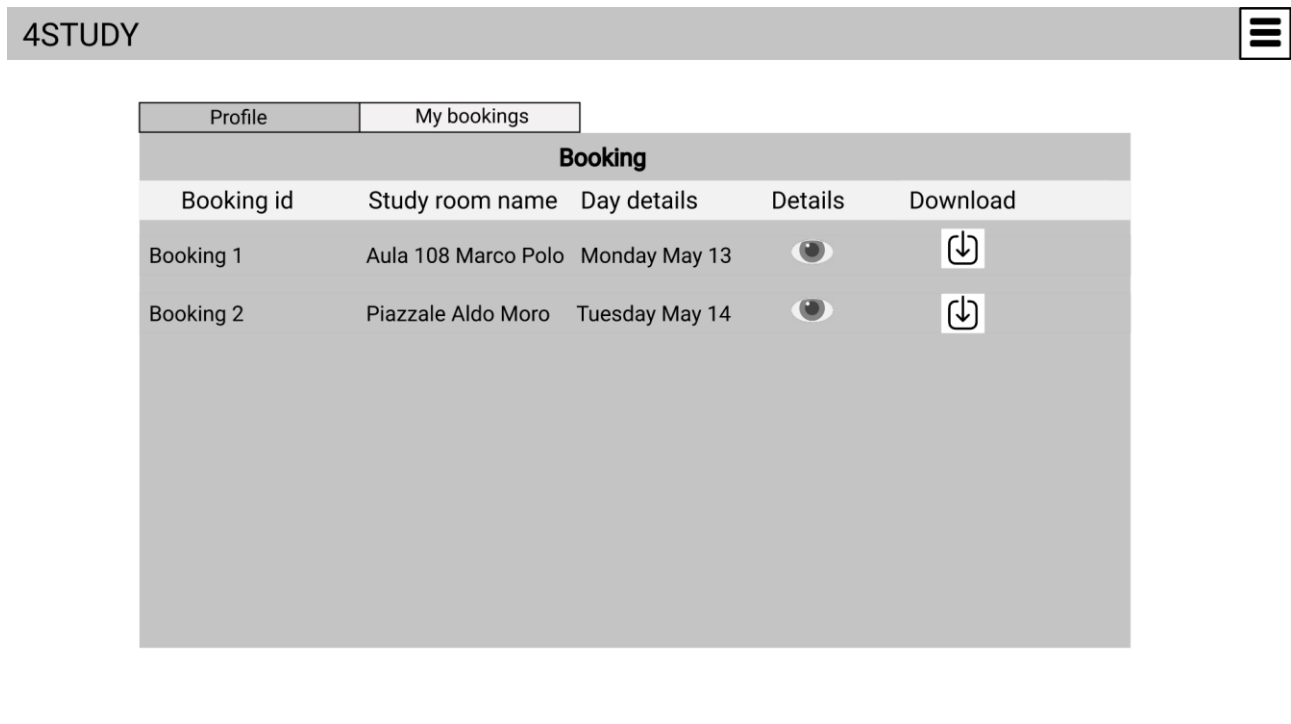 4STUDY
Profile My bookings
Booking
Booking id Study room name Day details Details Download
Booking 1 Aula 108 Marco Polo Monday May 13
Booking 2 Piazzale Aldo Moro Tuesday May 14